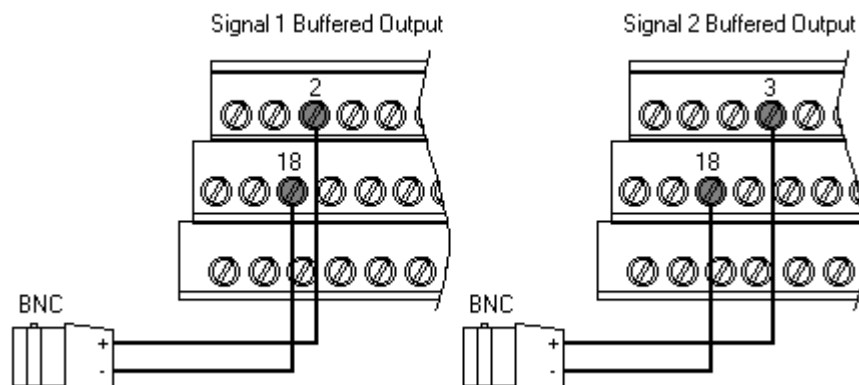 Signal 1 Buffered Output
2
18
BNC
+
-
Signal 2 Buffered Output
3
18
BNC
+
-